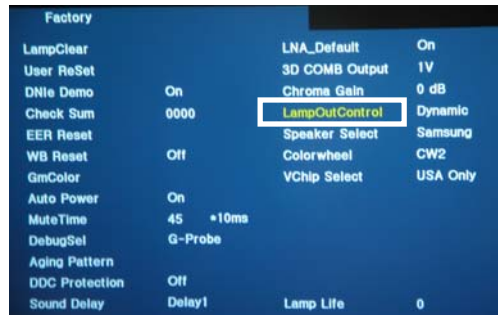 Factory
LampClear LNA_Default On
User ReSet 3D COMB Output 1V
DNIe Demo On Chroma Gain 0 dB
Check Sum 0000 LampOutControl Dynamic
EER Reset Speaker Select Samsung
WB Reset Off Colorwheel CW2
GmColor VChip Select USA Only
Auto Power On
MuteTime 45 *10ms
DebugSel G-Probe
Aging Pattern
DDC Protection Off
Sound Delay Delay1 Lamp Life 0